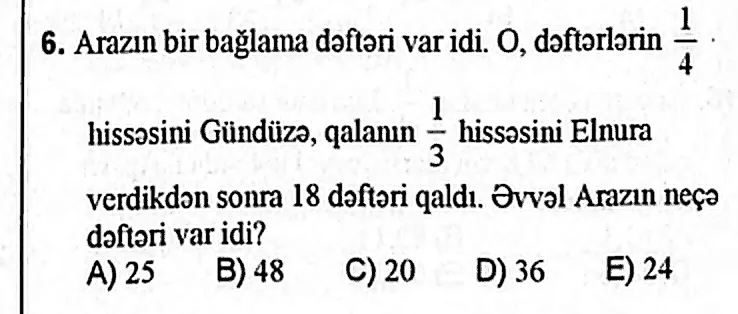 6. Arazın bir bağlama dəftəri var idi. O, dəftərlərin 1/4
hissəsini Gündüzə, qalanın 1/3 hissəsini Elnura
verdikdən sonra 18 dəftəri qaldı. Əvvəl Arazın neçə
dəftəri var idi?
A) 25 B) 48 C) 20 D) 36 E) 24